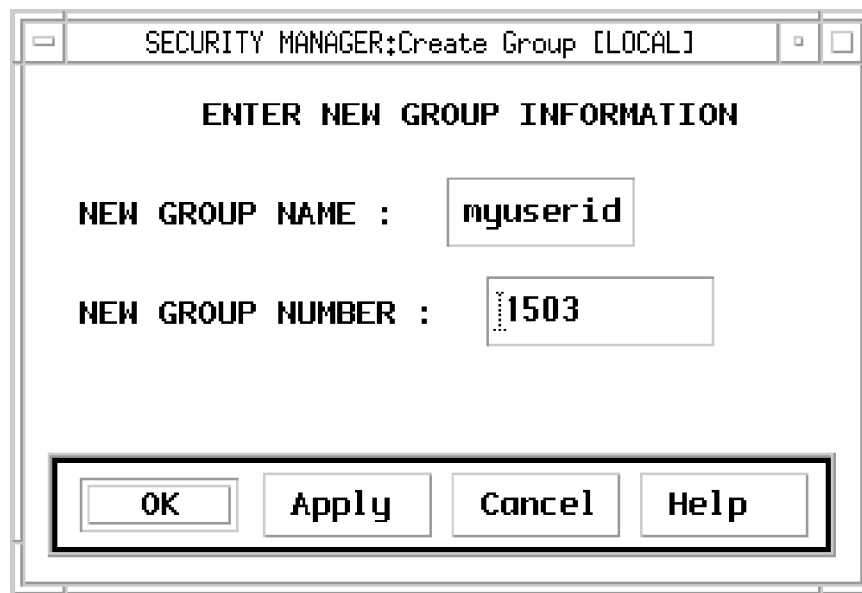 SECURITY MANAGER:Create Group [LOCAL]
ENTER NEW GROUP INFORMATION
NEW GROUP NAME : myuserid
NEW GROUP NUMBER : 1503
OK Apply Cancel Help